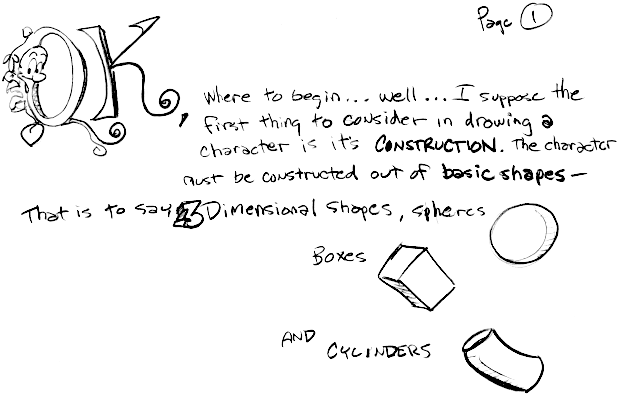 Page 1
OK,
where to begin... well... I suppose the
first thing to consider in drawing a
character is it's CONSTRUCTION. The character
must be constructed out of basic shapes —
That is to say 3 Dimensional shapes, spheres
Boxes
AND CYLINDERS